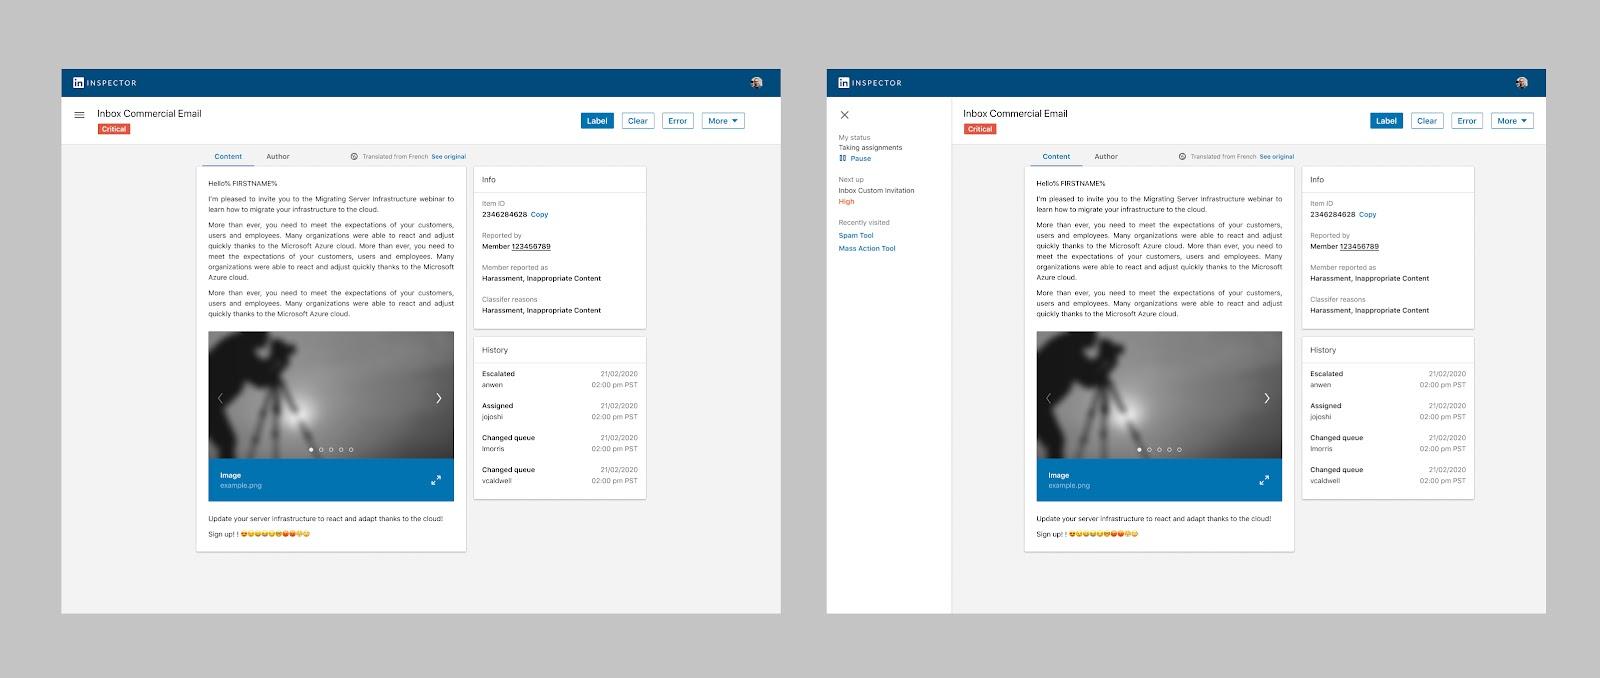 in INSPECTOR
Inbox Commercial Email
Critical
Label Clear Error More
Content Author Translated from French See original
Hello% FIRSTNAME%
I'm pleased to invite you to the Migrating Server Infrastructure webinar to
learn how to migrate your infrastructure to the cloud.
More than ever, you need to meet the expectations of your customers,
users and employees. Many organizations were able to react and adjust
quickly thanks to the Microsoft Azure cloud. More than ever, you need to
meet the expectations of your customers, users and employees. Many
organizations were able to react and adjust quickly thanks to the Microsoft
Azure cloud.
More than ever, you need to meet the expectations of your customers,
users and employees. Many organizations were able to react and adjust
quickly thanks to the Microsoft Azure cloud.
Image
example.png
Update your server infrastructure to react and adapt thanks to the cloud!
Sign up! !
Info
Item ID
2346284628 Copy
Reported by
Member 123456789
Member reported as
Harassment, Inappropriate Content
Classifer reasons
Harassment, Inappropriate Content
History
Escalated 21/02/2020
anwen 02:00 pm PST
Assigned 21/02/2020
jojoshi 02:00 pm PST
Changed queue 21/02/2020
lmorris 02:00 pm PST
Changed queue 21/02/2020
vcaldwell 02:00 pm PST
in INSPECTOR
My status
Taking assignments
Pause
Next up
Inbox Custom Invitation
High
Recently visited
Spam Tool
Mass Action Tool
Inbox Commercial Email
Critical
Label Clear Error More
Content Author Translated from French See original
Hello% FIRSTNAME%
I'm pleased to invite you to the Migrating Server Infrastructure webinar to
learn how to migrate your infrastructure to the cloud.
More than ever, you need to meet the expectations of your customers,
users and employees. Many organizations were able to react and adjust
quickly thanks to the Microsoft Azure cloud. More than ever, you need to
meet the expectations of your customers, users and employees. Many
organizations were able to react and adjust quickly thanks to the Microsoft
Azure cloud.
More than ever, you need to meet the expectations of your customers,
users and employees. Many organizations were able to react and adjust
quickly thanks to the Microsoft Azure cloud.
Image
example.png
Update your server infrastructure to react and adapt thanks to the cloud!
Sign up! !
Info
Item ID
2346284628 Copy
Reported by
Member 123456789
Member reported as
Harassment, Inappropriate Content
Classifer reasons
Harassment, Inappropriate Content
History
Escalated 21/02/2020
anwen 02:00 pm PST
Assigned 21/02/2020
jojoshi 02:00 pm PST
Changed queue 21/02/2020
lmorris 02:00 pm PST
Changed queue 21/02/2020
vcaldwell 02:00 pm PST